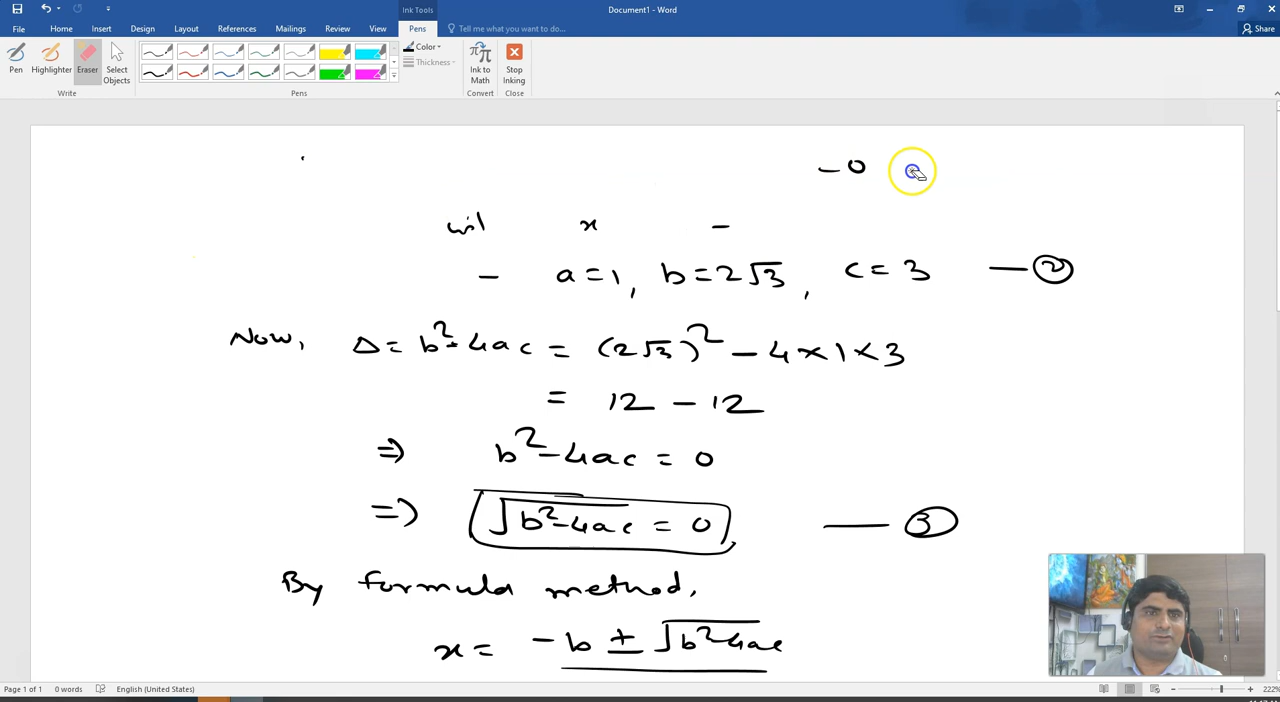 Ink Tools
Document1 - Word
File Home Insert Design Layout References Mailings Review View Pens Tell me what you want to do... Share
Pen Highlighter Eraser Select Objects Color Thickness Ink to Math Stop Inking
Write Pens Convert Close
- 0
x -
- a = 1, b = 2√3, c = 3 — ②
Now, Δ = b² - 4ac = (2√3)² - 4 × 1 × 3
= 12 - 12
⇒ b² - 4ac = 0
⇒ √b² - 4ac = 0 — ③
By formula method,
x = -b ± √b² - 4ac
Page 1 of 1 0 words English (United States) 222%